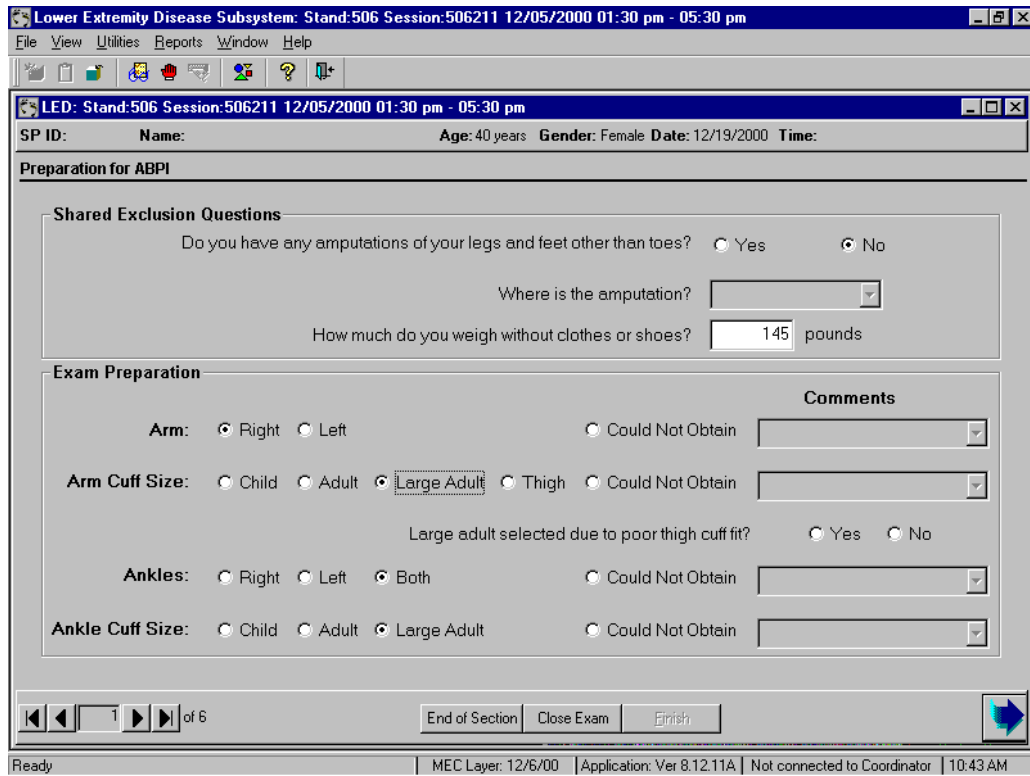 Lower Extremity Disease Subsystem: Stand:506 Session:506211 12/05/2000 01:30 pm - 05:30 pm
File View Utilities Reports Window Help
LED: Stand:506 Session:506211 12/05/2000 01:30 pm - 05:30 pm
SP ID: Name: Age: 40 years Gender: Female Date: 12/19/2000 Time:
Preparation for ABPI
Shared Exclusion Questions
Do you have any amputations of your legs and feet other than toes? Yes No
Where is the amputation?
How much do you weigh without clothes or shoes? 145 pounds
Exam Preparation
Comments
Arm: Right Left Could Not Obtain
Arm Cuff Size: Child Adult Large Adult Thigh Could Not Obtain
Large adult selected due to poor thigh cuff fit? Yes No
Ankles: Right Left Both Could Not Obtain
Ankle Cuff Size: Child Adult Large Adult Could Not Obtain
1 of 6 End of Section Close Exam Finish
Ready MEC Layer: 12/6/00 Application: Ver 8.12.11A Not connected to Coordinator 10:43 AM